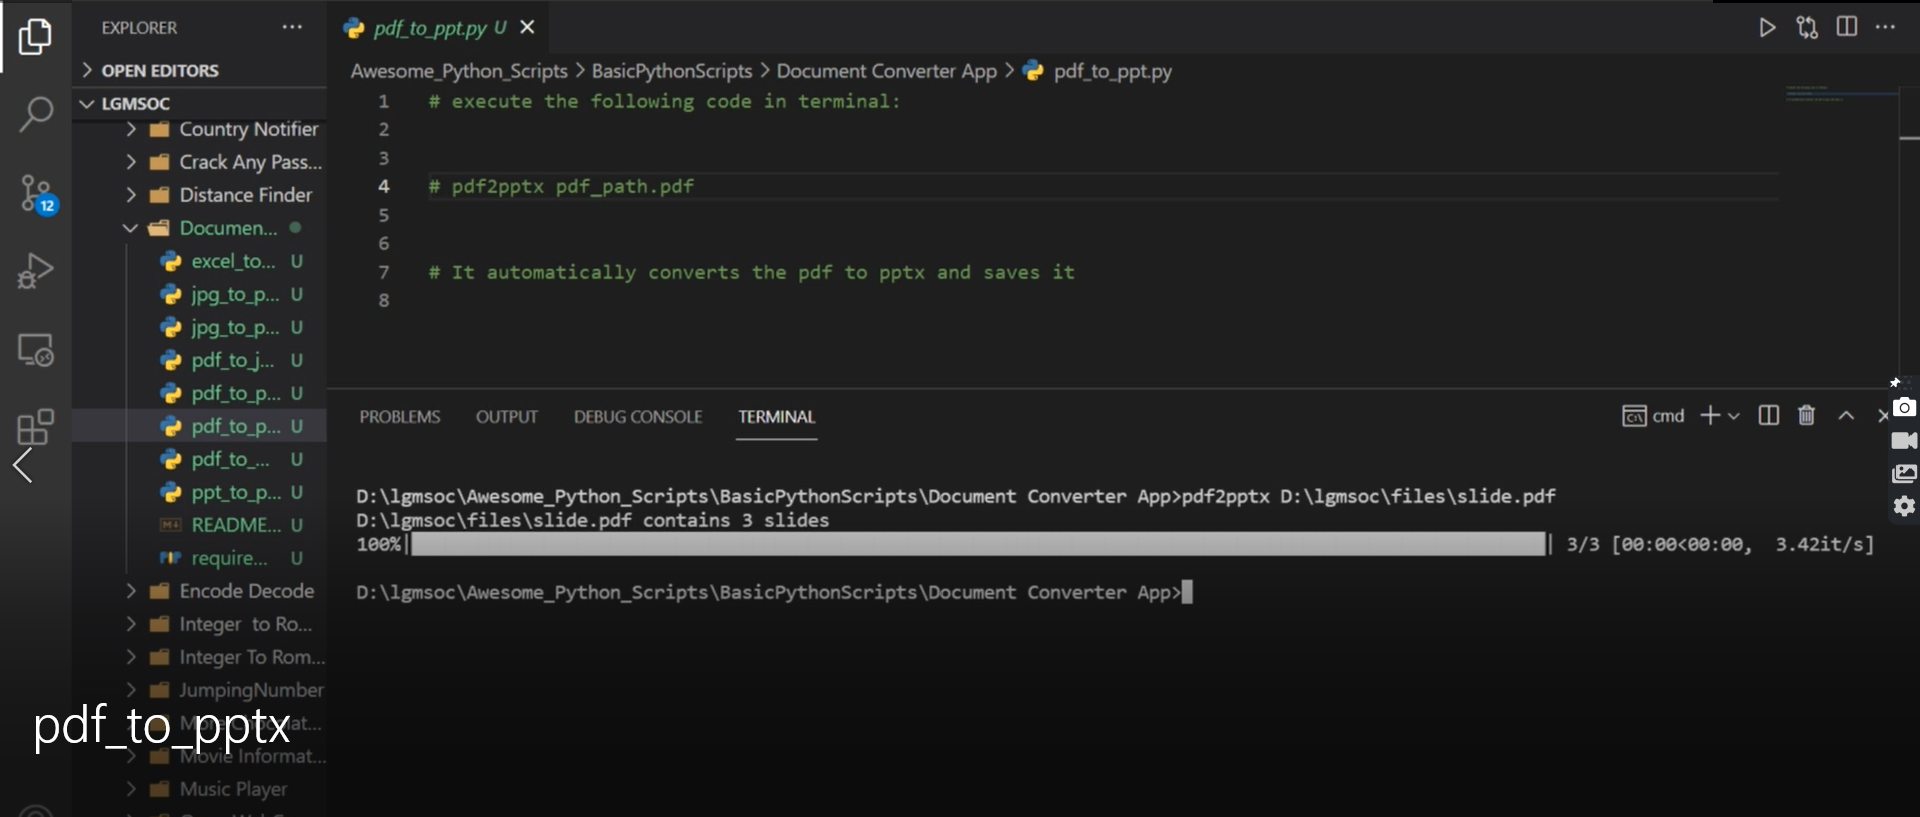 EXPLORER
OPEN EDITORS
LGMSOC
Country Notifier
Crack Any Pass...
Distance Finder
Documen...
excel_to... U
jpg_to_p... U
jpg_to_p... U
pdf_to_j... U
pdf_to_p... U
pdf_to_p... U
pdf_to_... U
ppt_to_p... U
README... U
require... U
Encode Decode
Integer to Ro...
Integer To Rom...
JumpingNumber
Movie Informat...
Music Player
12
pdf_to_pptx
pdf_to_ppt.py U
Awesome_Python_Scripts > BasicPythonScripts > Document Converter App > pdf_to_ppt.py
1 # execute the following code in terminal:
2
3
4 # pdf2pptx pdf_path.pdf
5
6
7 # It automatically converts the pdf to pptx and saves it
8
PROBLEMS OUTPUT DEBUG CONSOLE TERMINAL
cmd
D:\lgmsoc\Awesome_Python_Scripts\BasicPythonScripts\Document Converter App>pdf2pptx D:\lgmsoc\files\slide.pdf
D:\lgmsoc\files\slide.pdf contains 3 slides
100%| | 3/3 [00:00<00:00, 3.42it/s]
D:\lgmsoc\Awesome_Python_Scripts\BasicPythonScripts\Document Converter App>